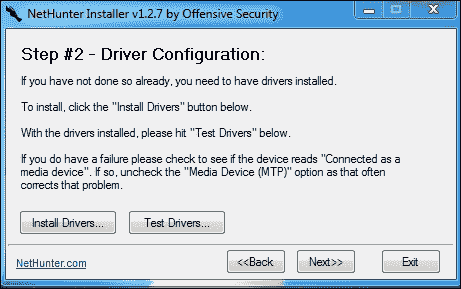 NetHunter Installer v1.2.7 by Offensive Security
Step #2 - Driver Configuration:
If you have not done so already, you need to have drivers installed.
To install, click the "Install Drivers" button below.
With the drivers installed, please hit "Test Drivers" below.
If you do have a failure please check to see if the device reads "Connected as a
media device". If so, uncheck the "Media Device (MTP)" option as that often
corrects that problem.
Install Drivers... Test Drivers...
NetHunter.com <<Back Next>> Exit